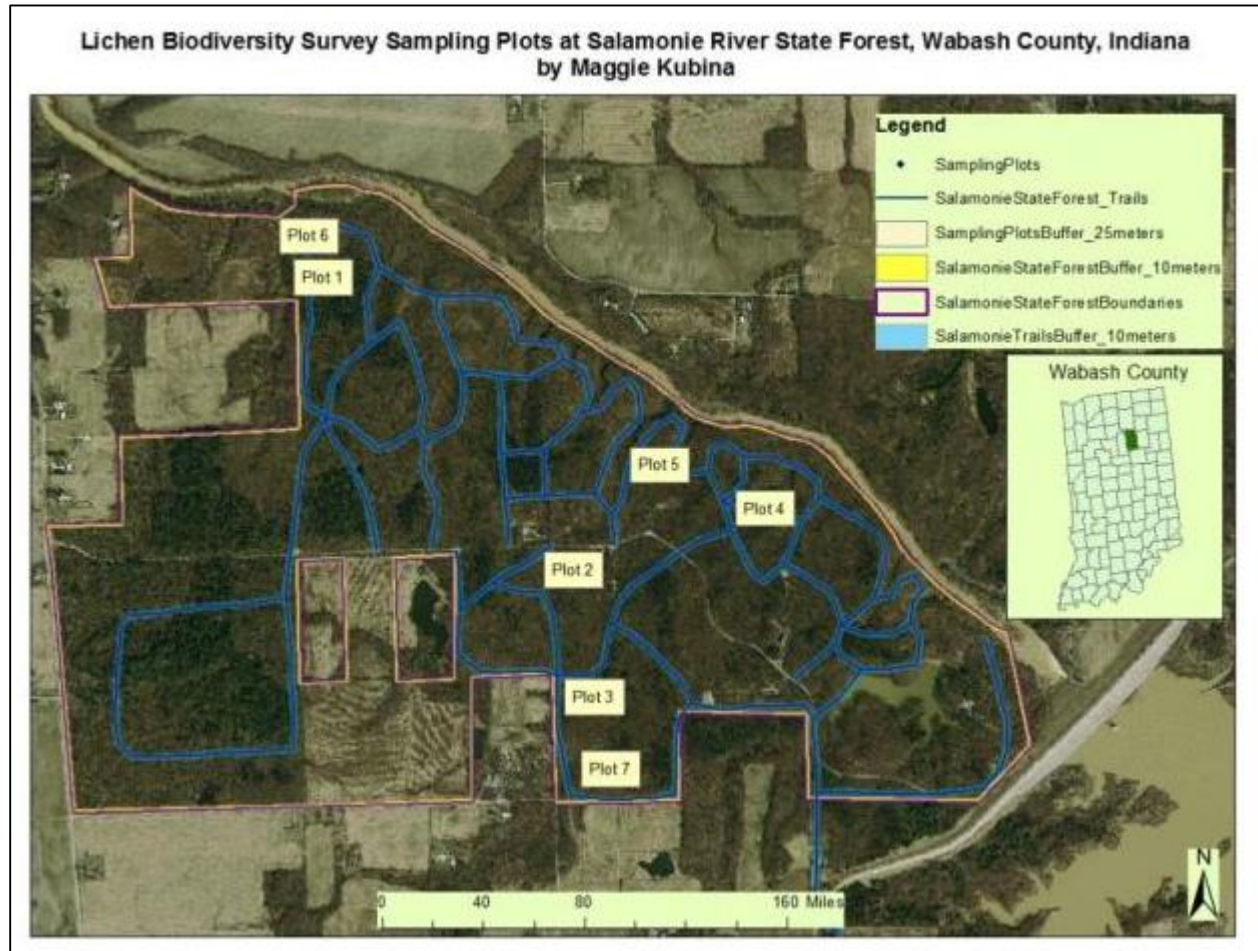 Lichen Biodiversity Survey Sampling Plots at Salamonie River State Forest, Wabash County, Indiana
by Maggie Kubina
Legend
SamplingPlots
SalamonieStateForest_Trails
SamplingPlotsBuffer_25meters
SalamonieStateForestBuffer_10meters
SalamonieStateForestBoundaries
SalamonieTrailsBuffer_10meters
Wabash County
Plot 6
Plot 1
Plot 5
Plot 4
Plot 2
Plot 3
Plot 7
0 40 80 160 Miles
N